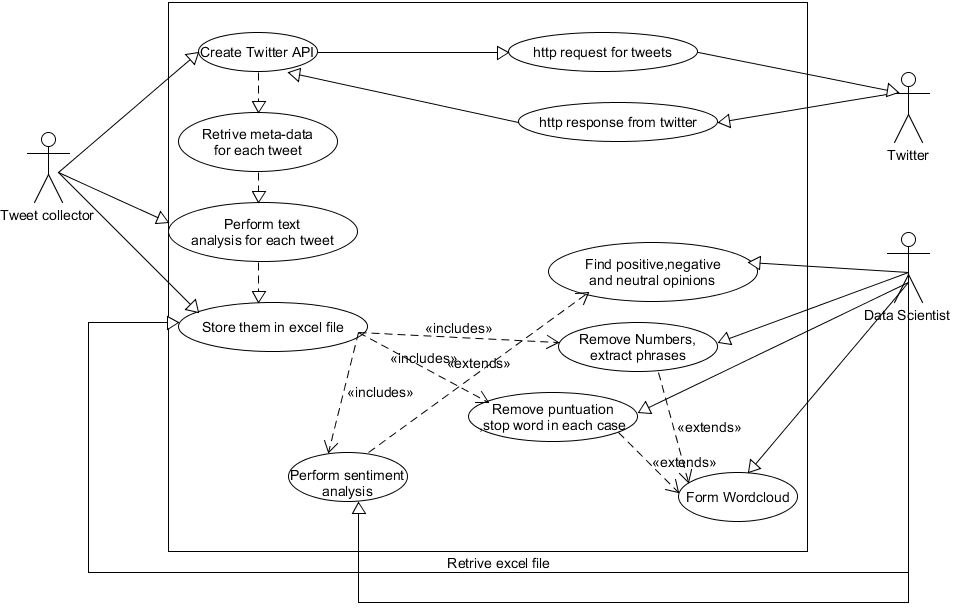 Create Twitter API
http request for tweets
http response from twitter
Retrive meta-data
for each tweet
Twitter
Tweet collector
Perform text
analysis for each tweet
Find positive,negative
and neutral opinions
Data Scientist
Store them in excel file
«includes»
Remove Numbers,
extract phrases
«includes»
«extends»
«includes»
Remove puntuation
,stop word in each case
«extends»
«extends»
Perform sentiment
analysis
Form Wordcloud
Retrive excel file